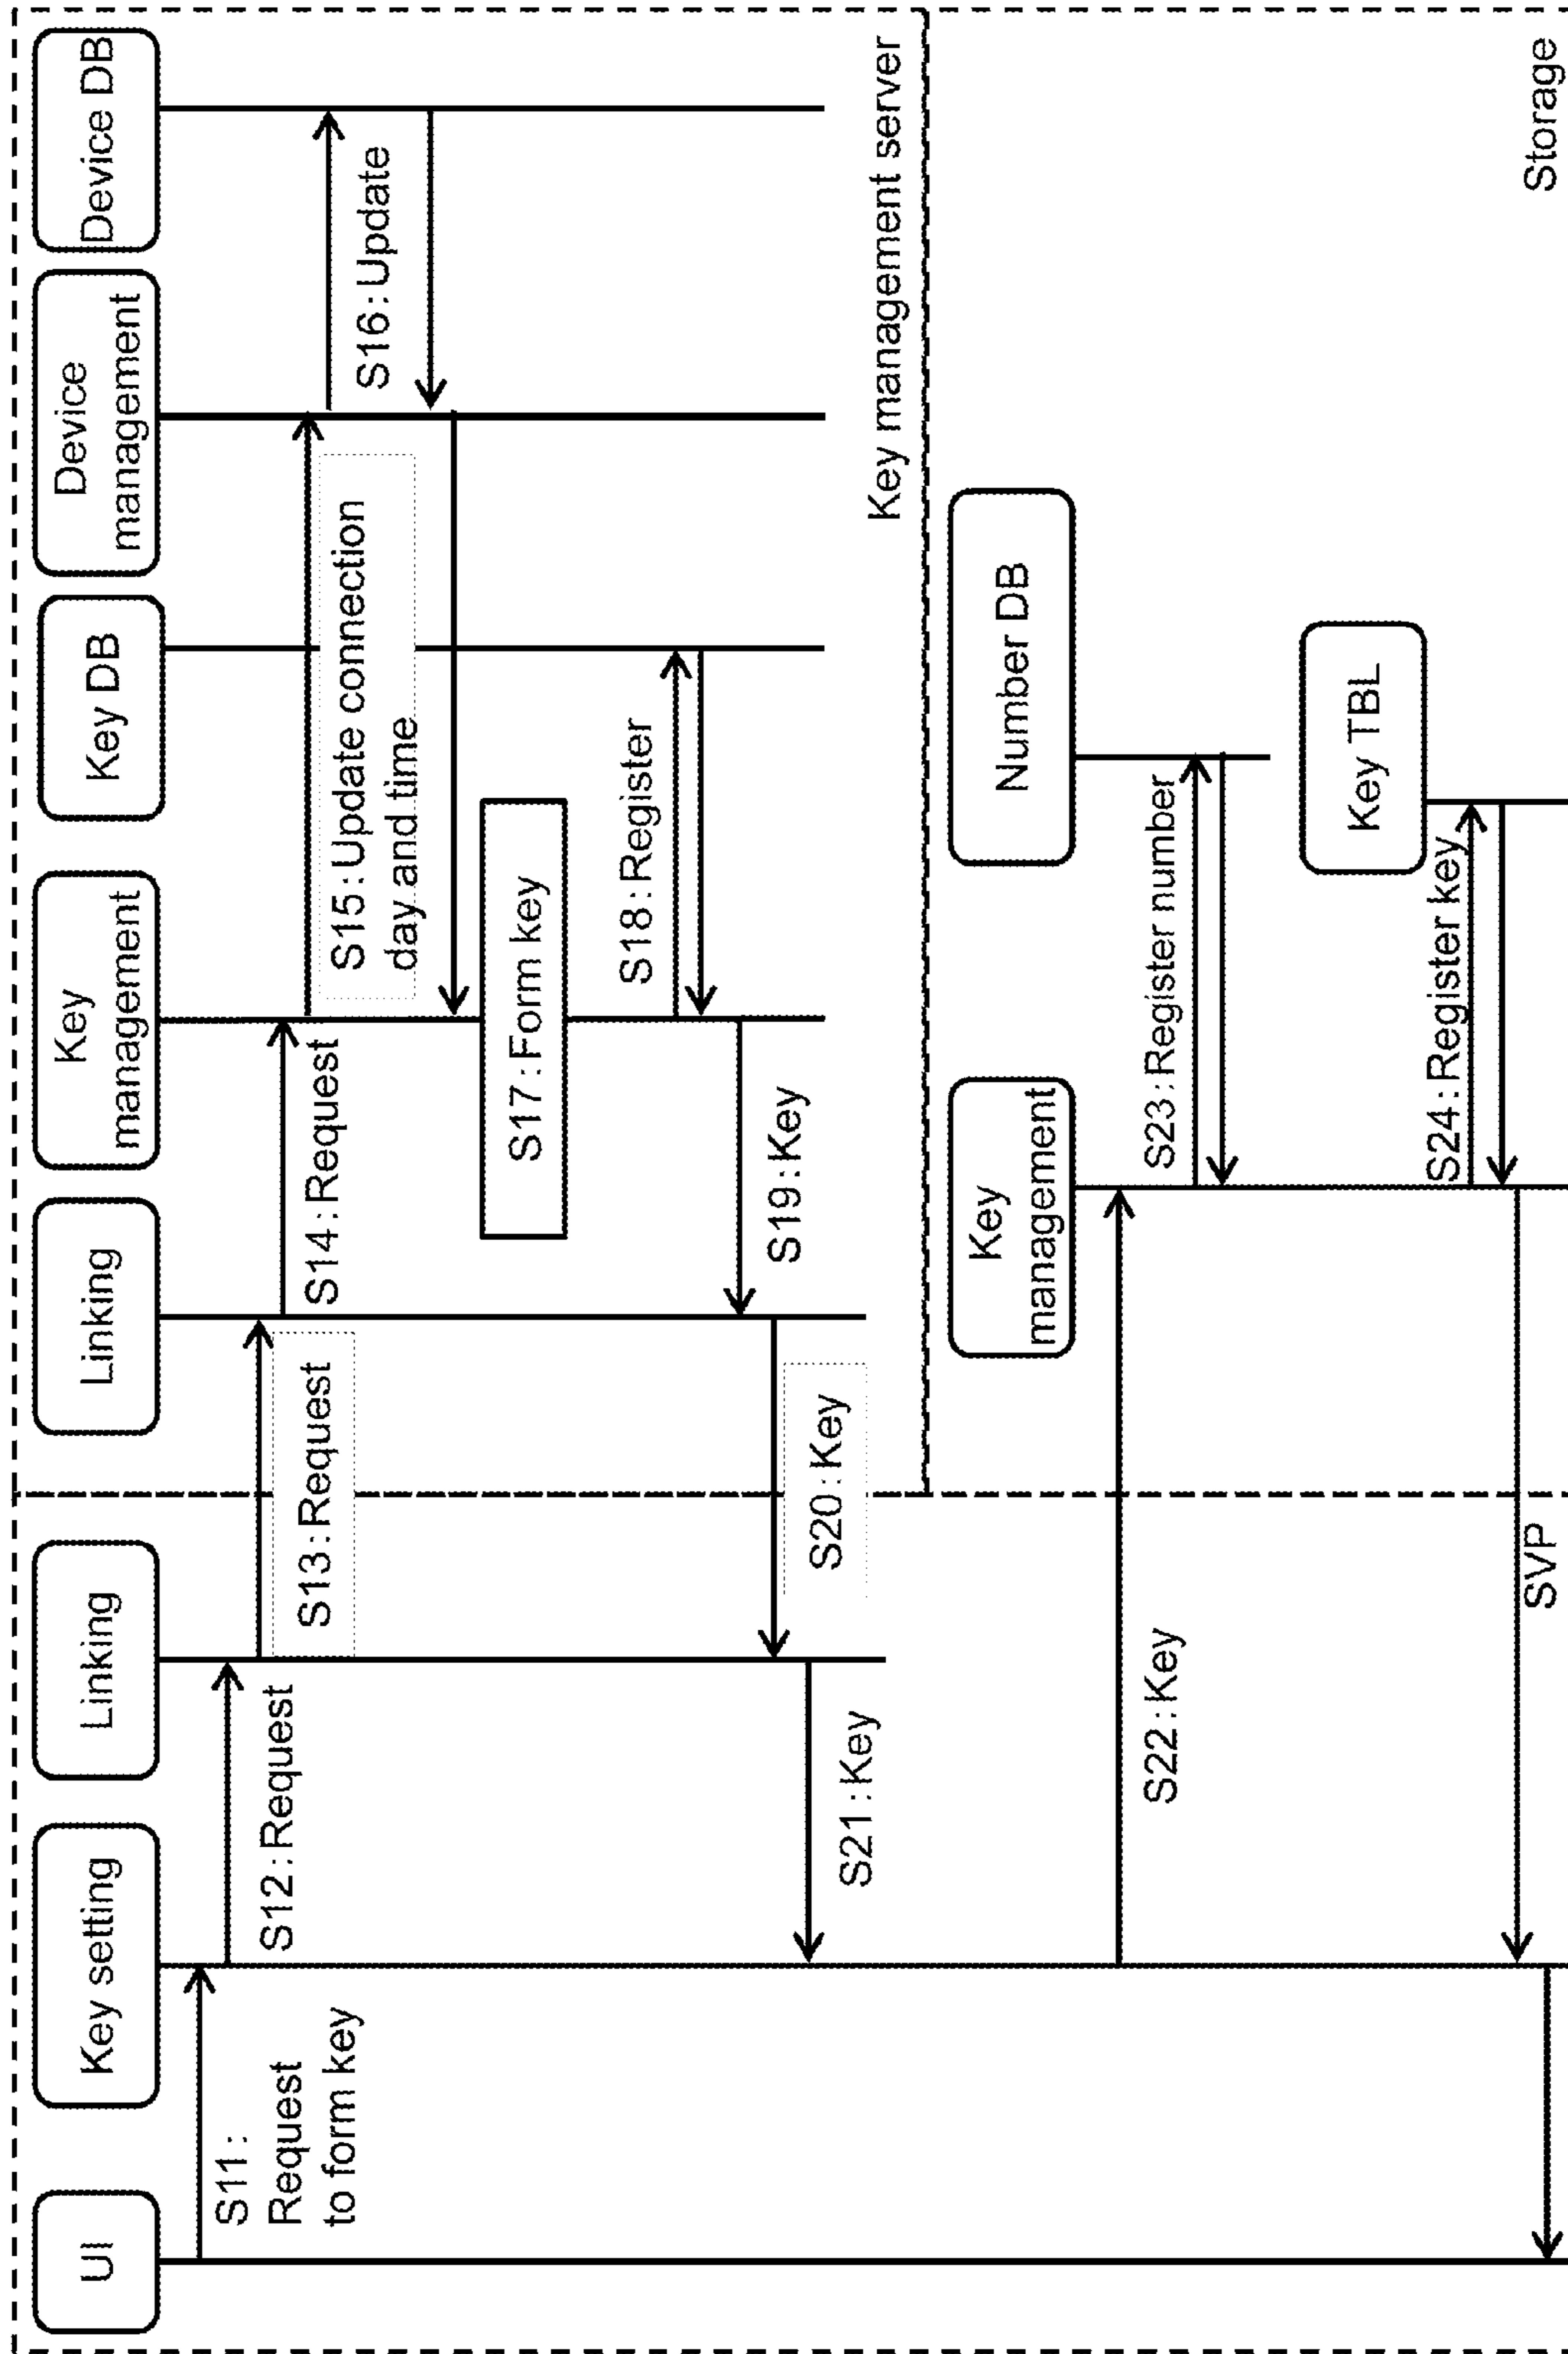 UI
Key setting
Linking
Linking
Key
management
Key DB
Device
management
Device DB
S11:
Request
to form key
S12:Request
S13:Request
S14:Request
S15:Update connection
day and time
S16:Update
S17:Form key
S18:Register
S19:Key
S20:Key
S21:Key
Key management server
Key
management
Number DB
S22:Key
S23:Register number
Key TBL
S24:Register key
SVP
Storage